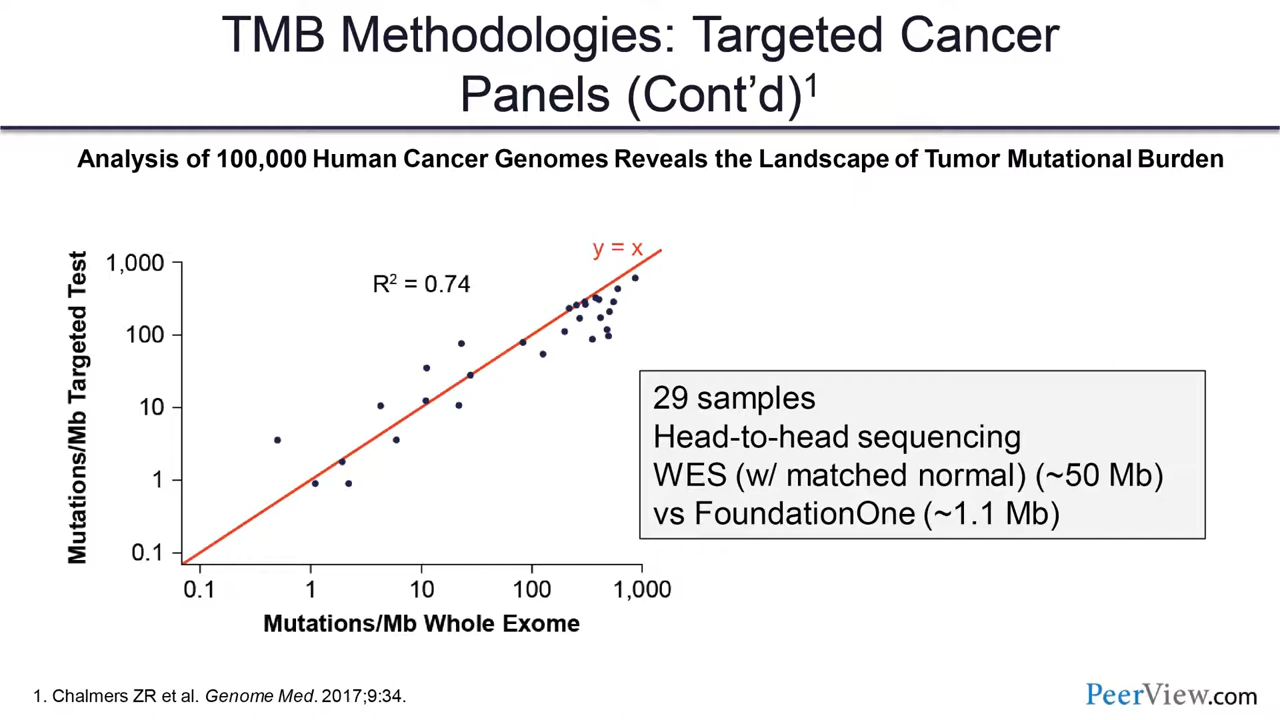 TMB Methodologies: Targeted Cancer
Panels (Cont’d)¹
Analysis of 100,000 Human Cancer Genomes Reveals the Landscape of Tumor Mutational Burden
Mutations/Mb Targeted Test
1,000
100
10
1
0.1
y = x
R² = 0.74
0.1 1 10 100 1,000
Mutations/Mb Whole Exome
29 samples
Head-to-head sequencing
WES (w/ matched normal) (~50 Mb)
vs FoundationOne (~1.1 Mb)
1. Chalmers ZR et al. Genome Med. 2017;9:34.
PeerView.com